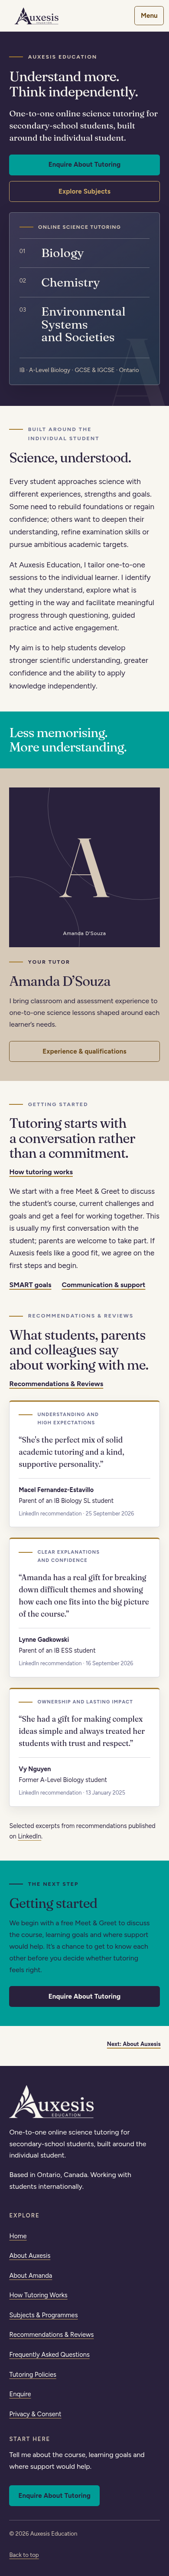 Auxesis
EDUCATION
Menu
AUXESIS EDUCATION
Understand more.
Think independently.
One-to-one online science tutoring for
secondary-school students, built
around the individual student.
Enquire About Tutoring
Explore Subjects
ONLINE SCIENCE TUTORING
01 Biology
02 Chemistry
03 Environmental
Systems
and Societies
IB · A-Level Biology · GCSE & IGCSE · Ontario
BUILT AROUND THE
INDIVIDUAL STUDENT
Science, understood.
Every student approaches science with
different experiences, strengths and goals.
Some need to rebuild foundations or regain
confidence; others want to deepen their
understanding, refine examination skills or
pursue ambitious academic targets.
At Auxesis Education, I tailor one-to-one
sessions to the individual learner. I identify
what they understand, explore what is
getting in the way and facilitate meaningful
progress through questioning, guided
practice and active engagement.
My aim is to help students develop
stronger scientific understanding, greater
confidence and the ability to apply
knowledge independently.
Less memorising.
More understanding.
A
Amanda D'Souza
YOUR TUTOR
Amanda D'Souza
I bring classroom and assessment experience to
one-to-one science lessons shaped around each
learner's needs.
Experience & qualifications
GETTING STARTED
Tutoring starts with
a conversation rather
than a commitment.
How tutoring works
We start with a free Meet & Greet to discuss
the student's course, current challenges and
goals and get a feel for working together. This
is usually my first conversation with the
student; parents are welcome to take part. If
Auxesis feels like a good fit, we agree on the
first steps and begin.
SMART goals Communication & support
RECOMMENDATIONS & REVIEWS
What students, parents
and colleagues say
about working with me.
Recommendations & Reviews
UNDERSTANDING AND
HIGH EXPECTATIONS
"She's the perfect mix of solid
academic tutoring and a kind,
supportive personality."
Macel Fernandez-Estavillo
Parent of an IB Biology SL student
LinkedIn recommendation · 25 September 2026
CLEAR EXPLANATIONS
AND CONFIDENCE
"Amanda has a real gift for breaking
down difficult themes and showing
how each one fits into the big picture
of the course."
Lynne Gadkowski
Parent of an IB ESS student
LinkedIn recommendation · 16 September 2026
OWNERSHIP AND LASTING IMPACT
"She had a gift for making complex
ideas simple and always treated her
students with trust and respect."
Vy Nguyen
Former A-Level Biology student
LinkedIn recommendation · 13 January 2025
Selected excerpts from recommendations published
on LinkedIn.
THE NEXT STEP
Getting started
We begin with a free Meet & Greet to discuss
the course, learning goals and where support
would help. It's a chance to get to know each
other before you decide whether tutoring
feels right.
Enquire About Tutoring
Next: About Auxesis
Auxesis
EDUCATION
One-to-one online science tutoring for
secondary-school students, built around the
individual student.
Based in Ontario, Canada. Working with
students internationally.
EXPLORE
Home
About Auxesis
About Amanda
How Tutoring Works
Subjects & Programmes
Recommendations & Reviews
Frequently Asked Questions
Tutoring Policies
Enquire
Privacy & Consent
START HERE
Tell me about the course, learning goals and
where support would help.
Enquire About Tutoring
© 2026 Auxesis Education
Back to top